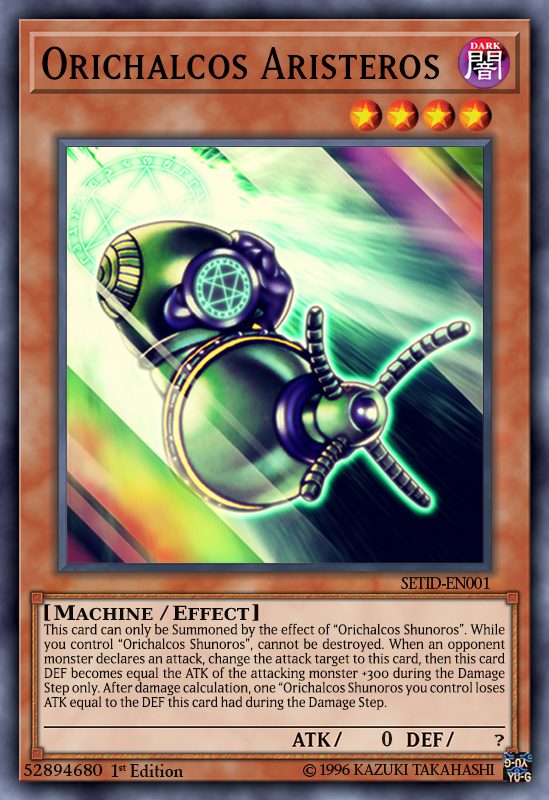 Orichalcos Aristeros
DARK
闇
SETID-EN001
[Machine / Effect]
This card can only be Summoned by the effect of “Orichalcos Shunoros”. While
you control “Orichalcos Shunoros”, cannot be destroyed. When an opponent
monster declares an attack, change the attack target to this card, then this card
DEF becomes equal the ATK of the attacking monster +300 during the Damage
Step only. After damage calculation, one “Orichalcos Shunoros you control loses
ATK equal to the DEF this card had during the Damage Step.
ATK/ 0 DEF/ ?
52894680 1st Edition © 1996 KAZUKI TAKAHASHI
YU-G
YU-G